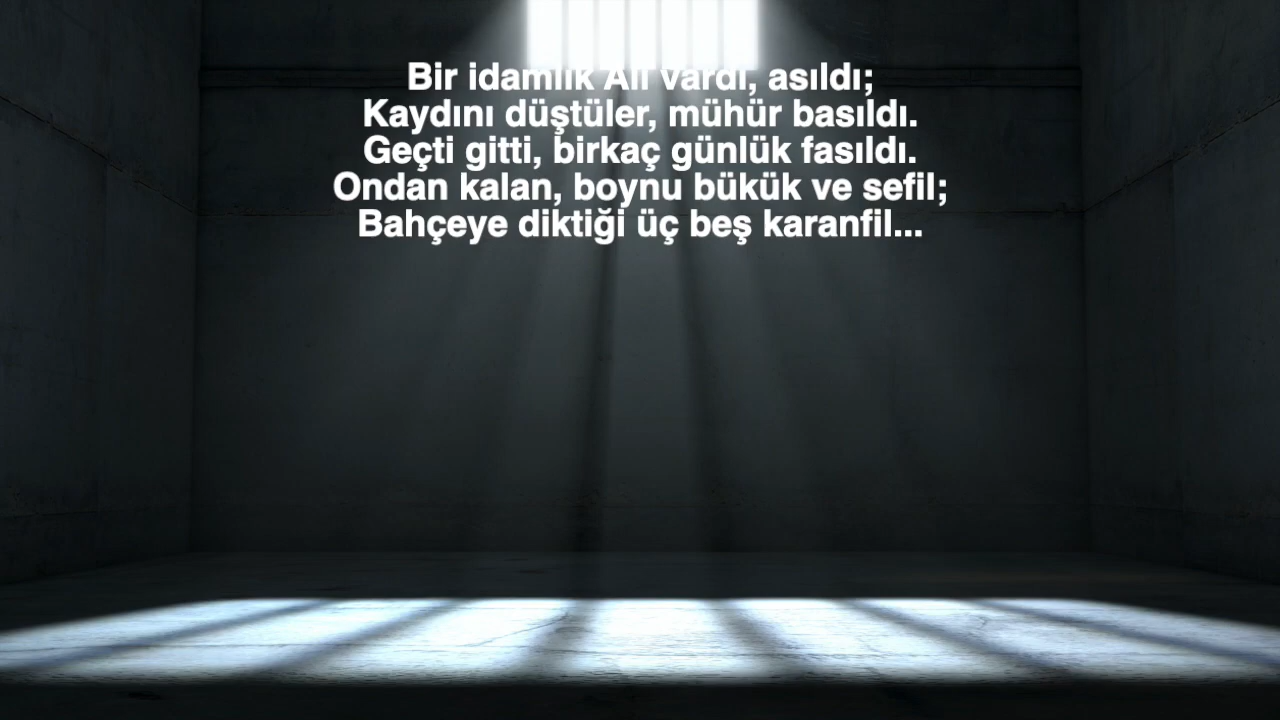 Bir idamlık Ali vardı, asıldı;
Kaydını düştüler, mühür basıldı.
Geçti gitti, birkaç günlük fasıldı.
Ondan kalan, boynu bükük ve sefil;
Bahçeye diktiği üç beş karanfil...